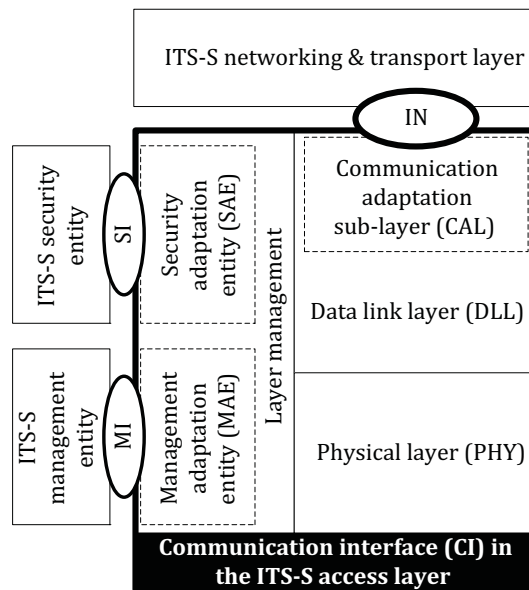 ITS-S networking & transport layer
IN
Communication
adaptation
sub-layer (CAL)
ITS-S security
entity
SI
Security
adaptation
entity (SAE)
Layer management
Data link layer (DLL)
ITS-S
management
entity
MI
Management
adaptation
entity (MAE)
Physical layer (PHY)
Communication interface (CI) in
the ITS-S access layer